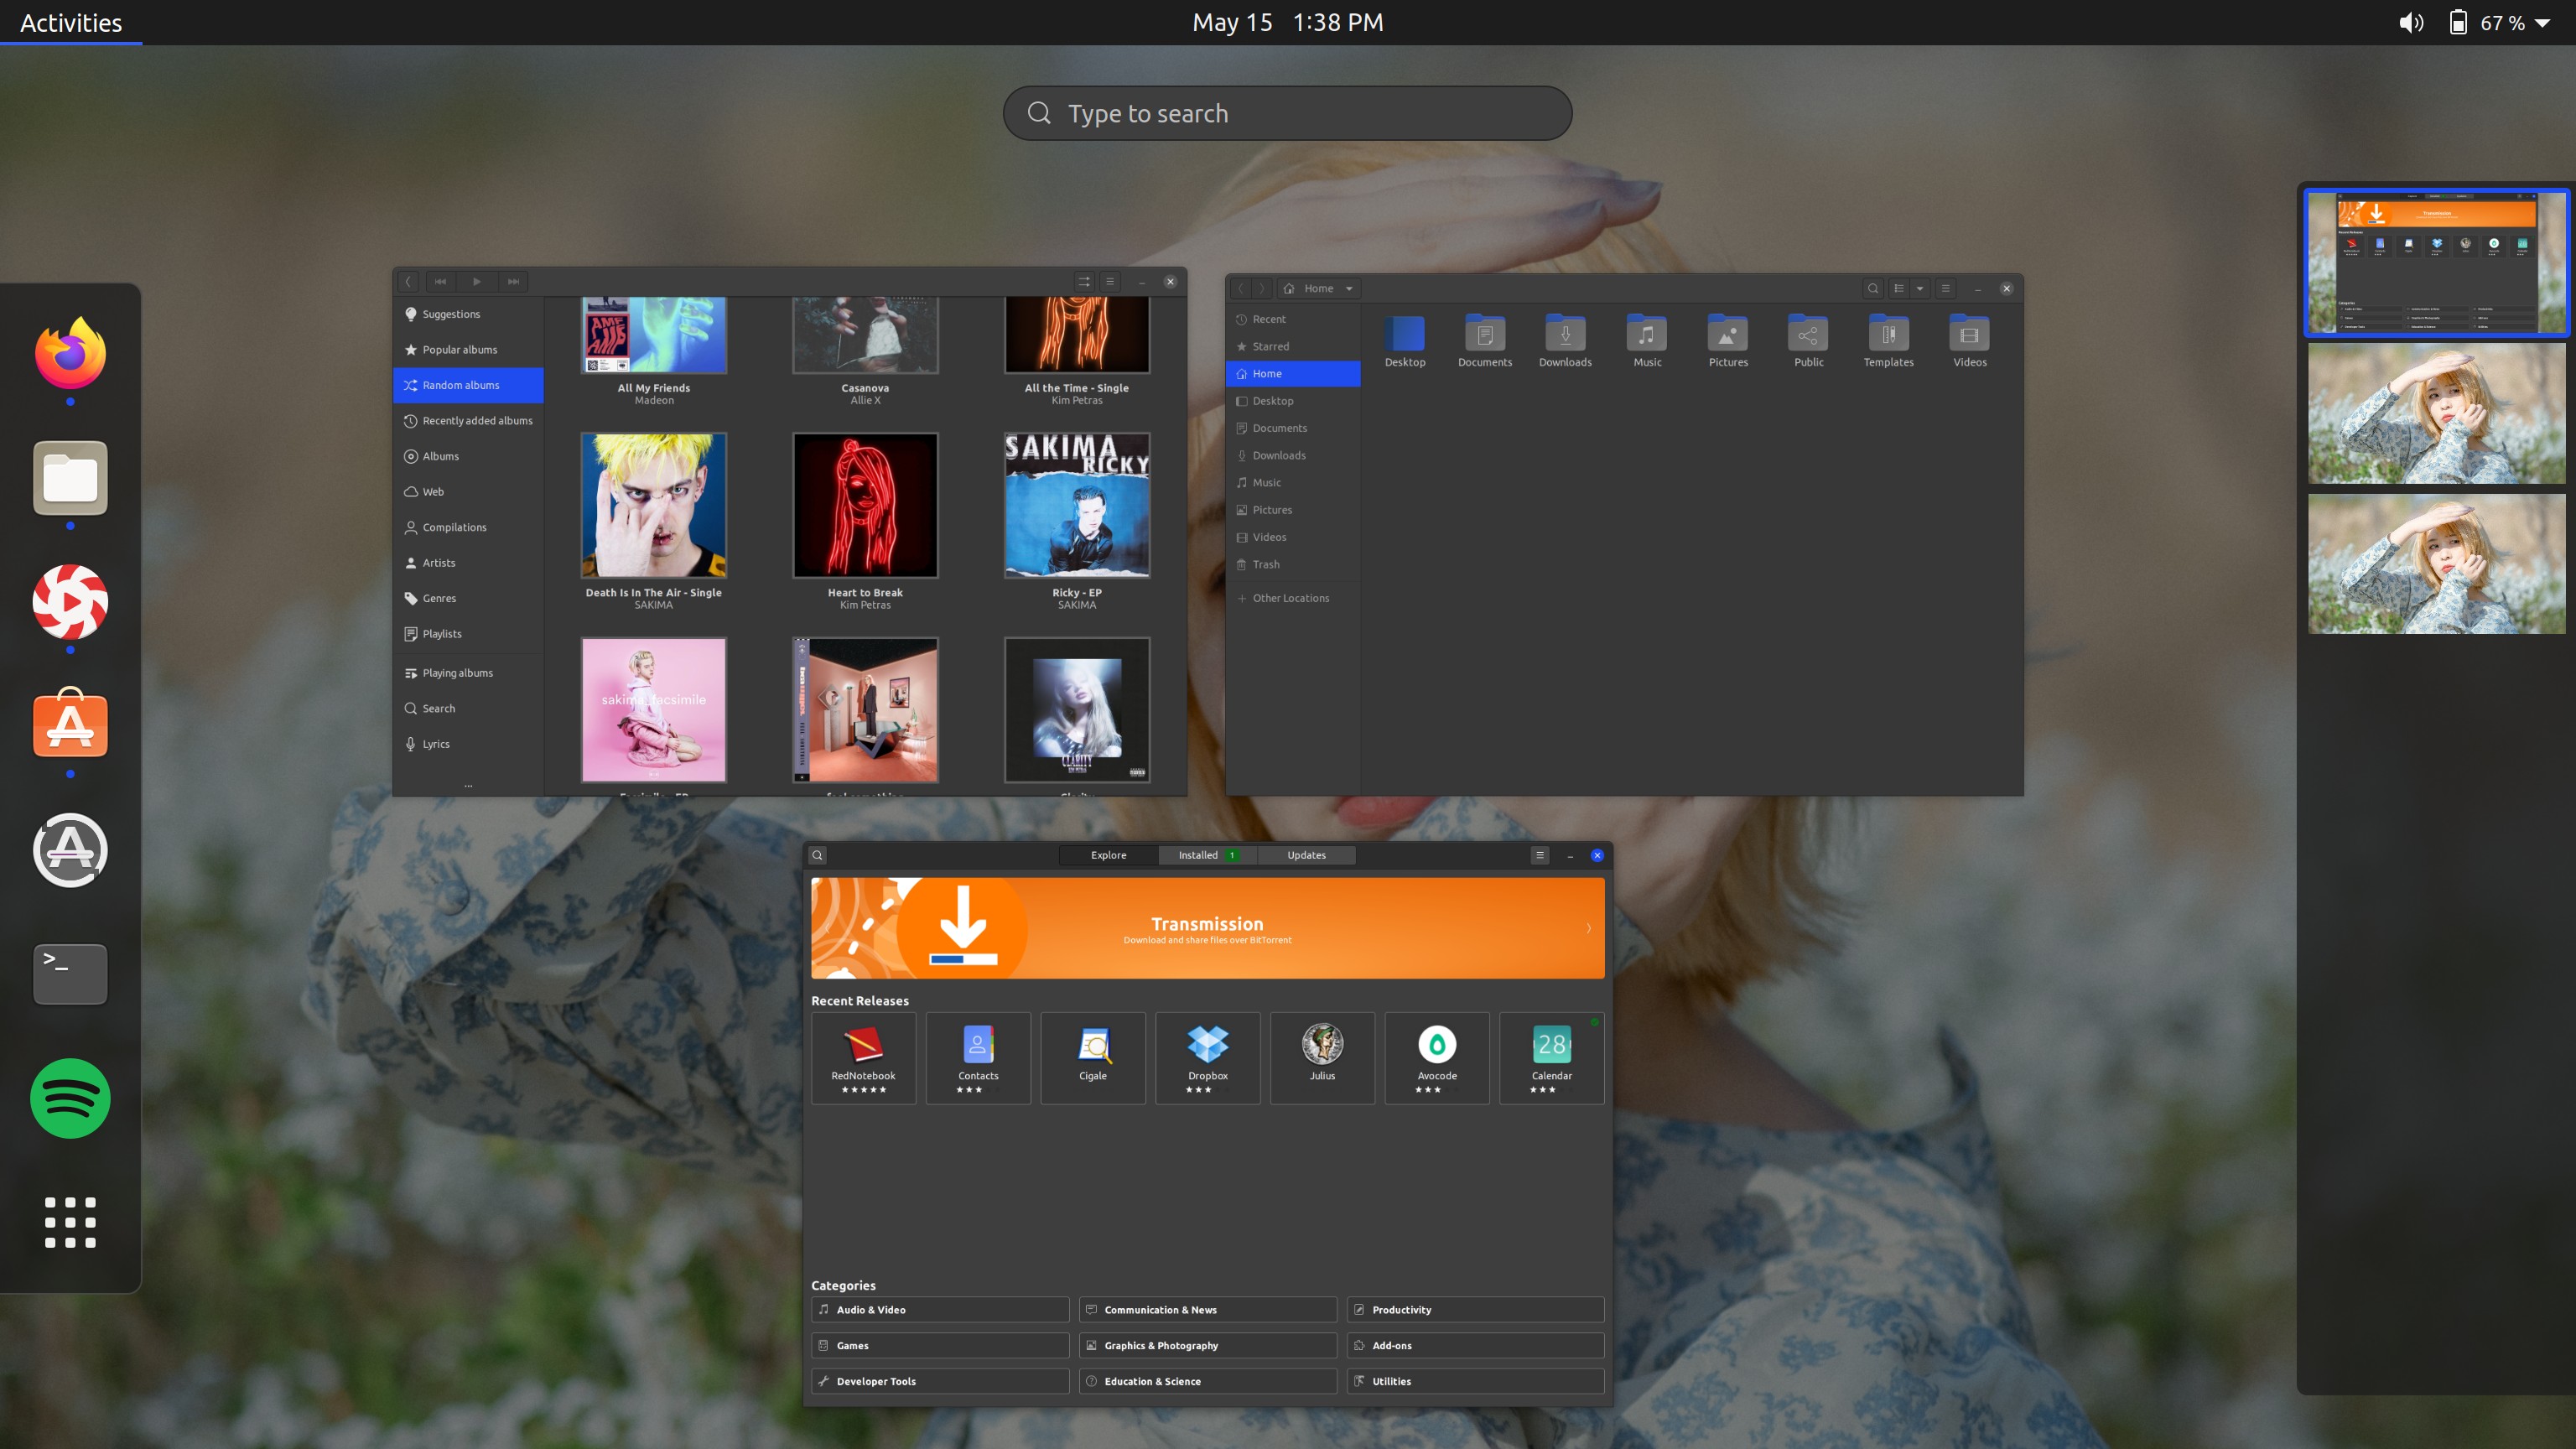 Activities
May 15 1:38 PM
67 %
Type to search
Suggestions
Popular albums
Random albums
Recently added albums
Albums
Web
Compilations
Artists
Genres
Playlists
Playing albums
Search
Lyrics
...
All My Friends
Madeon
Casanova
Allie X
All the Time - Single
Kim Petras
SAKIMA
RICKY
Death Is In The Air - Single
SAKIMA
Heart to Break
Kim Petras
Ricky - EP
SAKIMA
sakima facsimile
CLARITY
Home
Recent
Starred
Home
Desktop
Documents
Downloads
Music
Pictures
Videos
Trash
Other Locations
Desktop
Documents
Downloads
Music
Pictures
Public
Templates
Videos
Explore
Installed 1
Updates
Transmission
Download and share files over BitTorrent
Recent Releases
RedNotebook
Contacts
Cigale
Dropbox
Julius
Avocode
28
Calendar
Categories
Audio & Video
Communication & News
Productivity
Games
Graphics & Photography
Add-ons
Developer Tools
Education & Science
Utilities